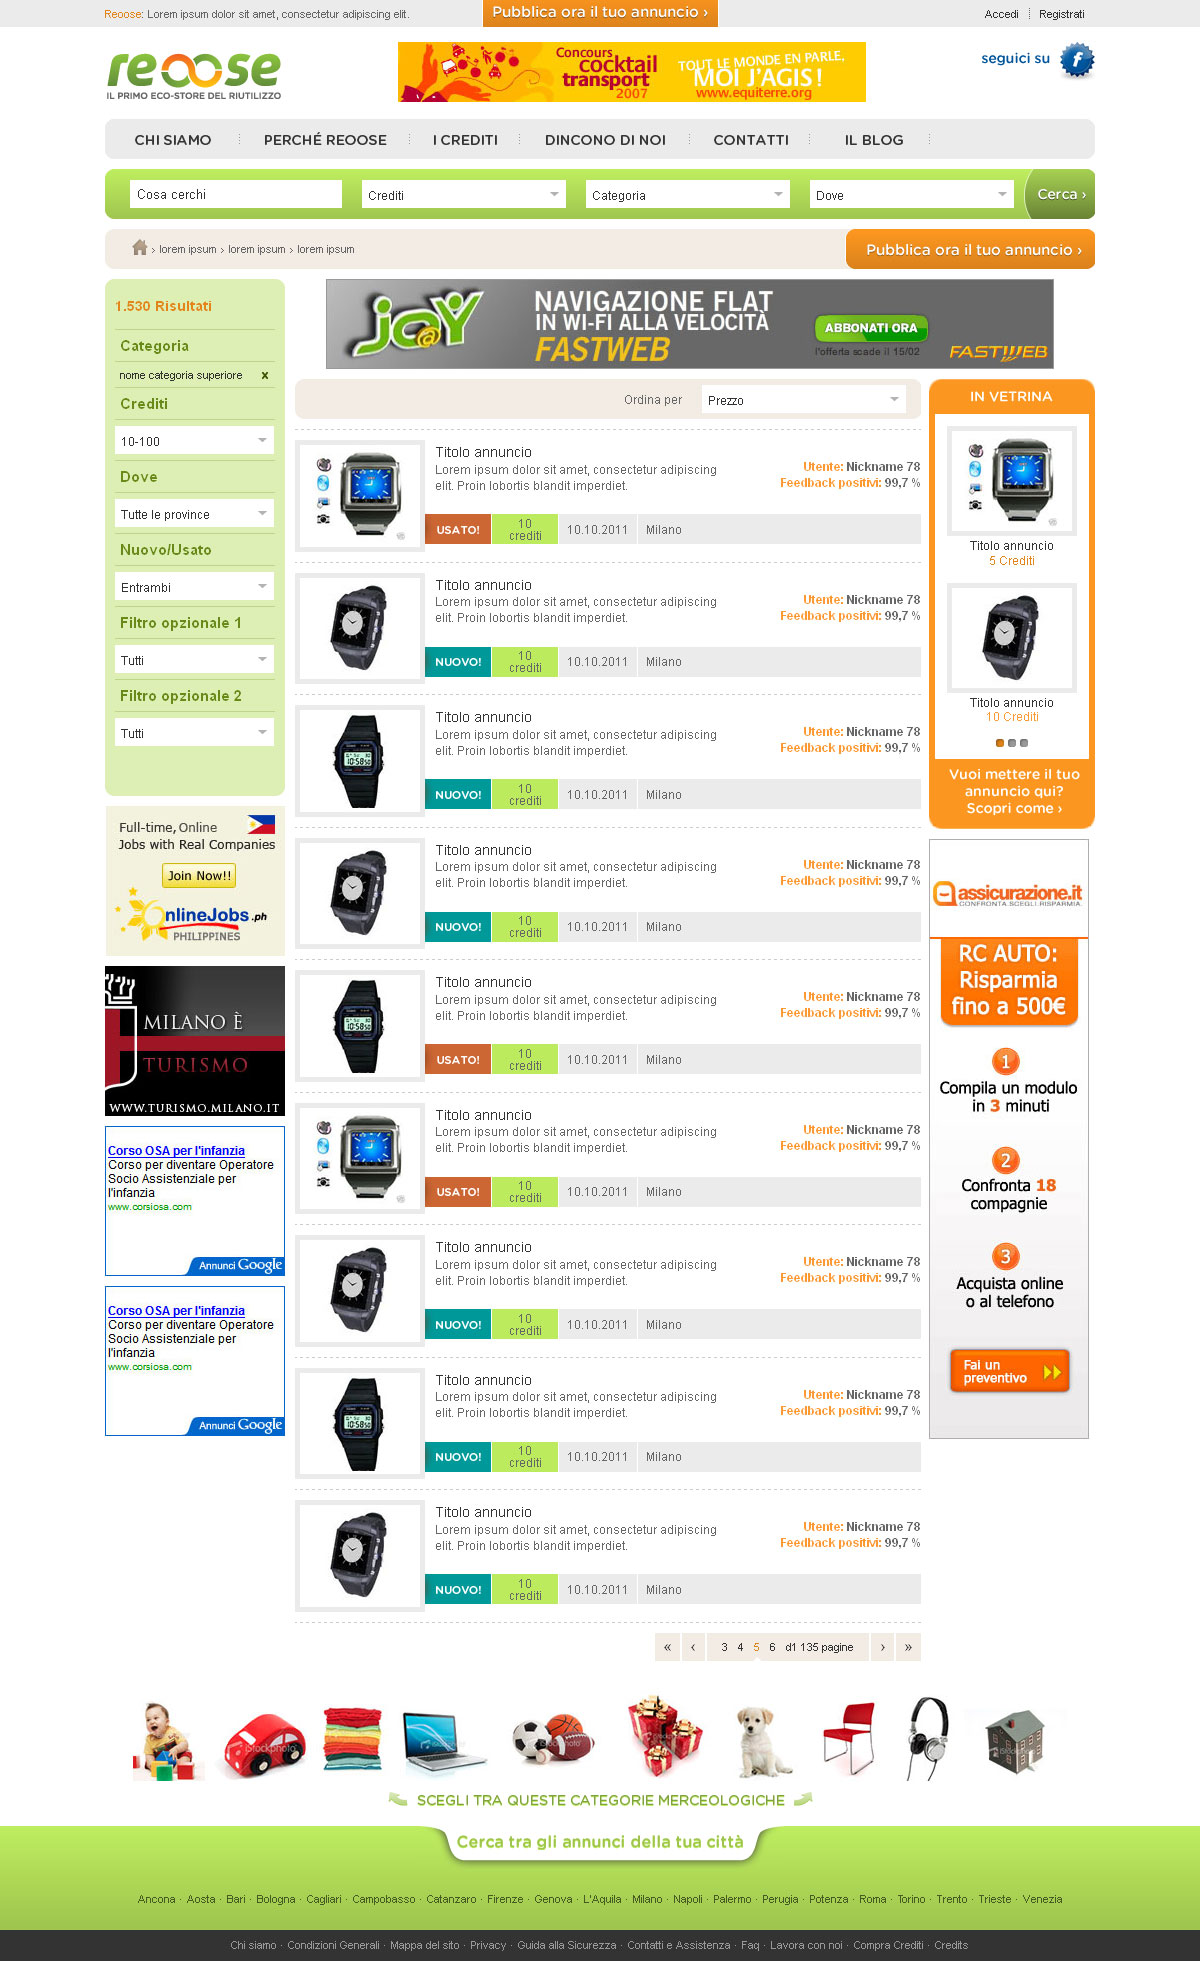 Reoose: Lorem ipsum dolor sit amet, consectetur adipiscing elit.
Pubblica ora il tuo annuncio ›
Accedi
Registrati
reoose
IL PRIMO ECO-STORE DEL RIUTILIZZO
Concours
cocktail
transport
2007
TOUT LE MONDE EN PARLE,
MOI J'AGIS !
www.equiterre.org
seguici su
CHI SIAMO
PERCHÉ REOOSE
I CREDITI
DINCONO DI NOI
CONTATTI
IL BLOG
Cosa cerchi
Crediti
Categoria
Dove
Cerca ›
› lorem ipsum › lorem ipsum › lorem ipsum
Pubblica ora il tuo annuncio ›
1.530 Risultati
Categoria
nome categoria superiore x
Crediti
10-100
Dove
Tutte le province
Nuovo/Usato
Entrambi
Filtro opzionale 1
Tutti
Filtro opzionale 2
Tutti
Full-time, Online
Jobs with Real Companies
Join Now!!
OnlineJobs.ph
PHILIPPINES
MILANO È
TURISMO
WWW.TURISMO.MILANO.IT
Corso OSA per l'infanzia
Corso per diventare Operatore
Socio Assistenziale per
l'infanzia
www.corsiosa.com
Annunci Google
Corso OSA per l'infanzia
Corso per diventare Operatore
Socio Assistenziale per
l'infanzia
www.corsiosa.com
Annunci Google
jo@y
NAVIGAZIONE FLAT
IN WI-FI ALLA VELOCITÀ
FASTWEB
ABBONATI ORA
l'offerta scade il 15/02
FASTWEB
Ordina per
Prezzo
Titolo annuncio
Lorem ipsum dolor sit amet, consectetur adipiscing
elit. Proin lobortis blandit imperdiet.
Utente: Nickname 78
Feedback positivi: 99,7 %
USATO!
10
crediti
10.10.2011
Milano
Titolo annuncio
Lorem ipsum dolor sit amet, consectetur adipiscing
elit. Proin lobortis blandit imperdiet.
Utente: Nickname 78
Feedback positivi: 99,7 %
NUOVO!
10
crediti
10.10.2011
Milano
Titolo annuncio
Lorem ipsum dolor sit amet, consectetur adipiscing
elit. Proin lobortis blandit imperdiet.
Utente: Nickname 78
Feedback positivi: 99,7 %
NUOVO!
10
crediti
10.10.2011
Milano
Titolo annuncio
Lorem ipsum dolor sit amet, consectetur adipiscing
elit. Proin lobortis blandit imperdiet.
Utente: Nickname 78
Feedback positivi: 99,7 %
NUOVO!
10
crediti
10.10.2011
Milano
Titolo annuncio
Lorem ipsum dolor sit amet, consectetur adipiscing
elit. Proin lobortis blandit imperdiet.
Utente: Nickname 78
Feedback positivi: 99,7 %
USATO!
10
crediti
10.10.2011
Milano
Titolo annuncio
Lorem ipsum dolor sit amet, consectetur adipiscing
elit. Proin lobortis blandit imperdiet.
Utente: Nickname 78
Feedback positivi: 99,7 %
USATO!
10
crediti
10.10.2011
Milano
Titolo annuncio
Lorem ipsum dolor sit amet, consectetur adipiscing
elit. Proin lobortis blandit imperdiet.
Utente: Nickname 78
Feedback positivi: 99,7 %
NUOVO!
10
crediti
10.10.2011
Milano
Titolo annuncio
Lorem ipsum dolor sit amet, consectetur adipiscing
elit. Proin lobortis blandit imperdiet.
Utente: Nickname 78
Feedback positivi: 99,7 %
NUOVO!
10
crediti
10.10.2011
Milano
Titolo annuncio
Lorem ipsum dolor sit amet, consectetur adipiscing
elit. Proin lobortis blandit imperdiet.
Utente: Nickname 78
Feedback positivi: 99,7 %
NUOVO!
10
crediti
10.10.2011
Milano
« ‹ 3 4 5 6 d1 135 pagine › »
IN VETRINA
Titolo annuncio
5 Crediti
Titolo annuncio
10 Crediti
Vuoi mettere il tuo
annuncio qui?
Scopri come ›
assicurazione.it
CONFRONTA SCEGLI RISPARMIA.
RC AUTO:
Risparmia
fino a 500€
1
Compila un modulo
in 3 minuti
2
Confronta 18
compagnie
3
Acquista online
o al telefono
Fai un
preventivo
SCEGLI TRA QUESTE CATEGORIE MERCEOLOGICHE
Cerca tra gli annunci della tua città
Ancona · Aosta · Bari · Bologna · Cagliari · Campobasso · Catanzaro · Firenze · Genova · L'Aquila · Milano · Napoli · Palermo · Perugia · Potenza · Roma · Torino · Trento · Trieste · Venezia
Chi siamo · Condizioni Generali · Mappa del sito · Privacy · Guida alla Sicurezza · Contatti e Assistenza · Faq · Lavora con noi · Compra Crediti · Credits